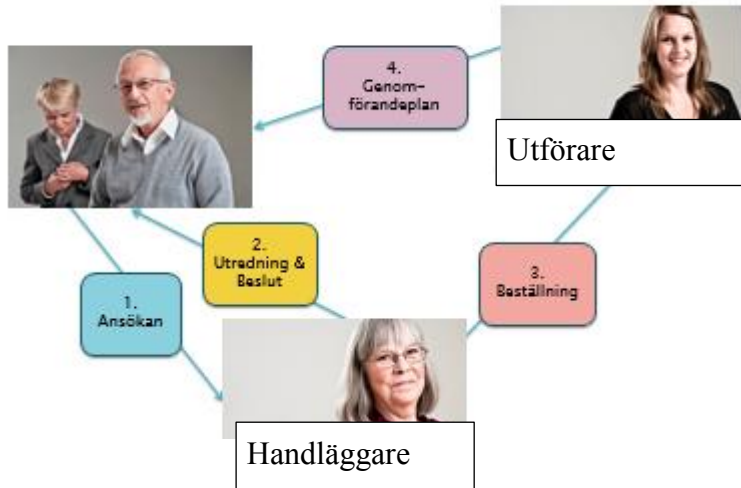 4.
Genom-
förandeplan
Utförare
2.
Utredning &
Beslut
3.
Beställning
1.
Ansökan
Handläggare